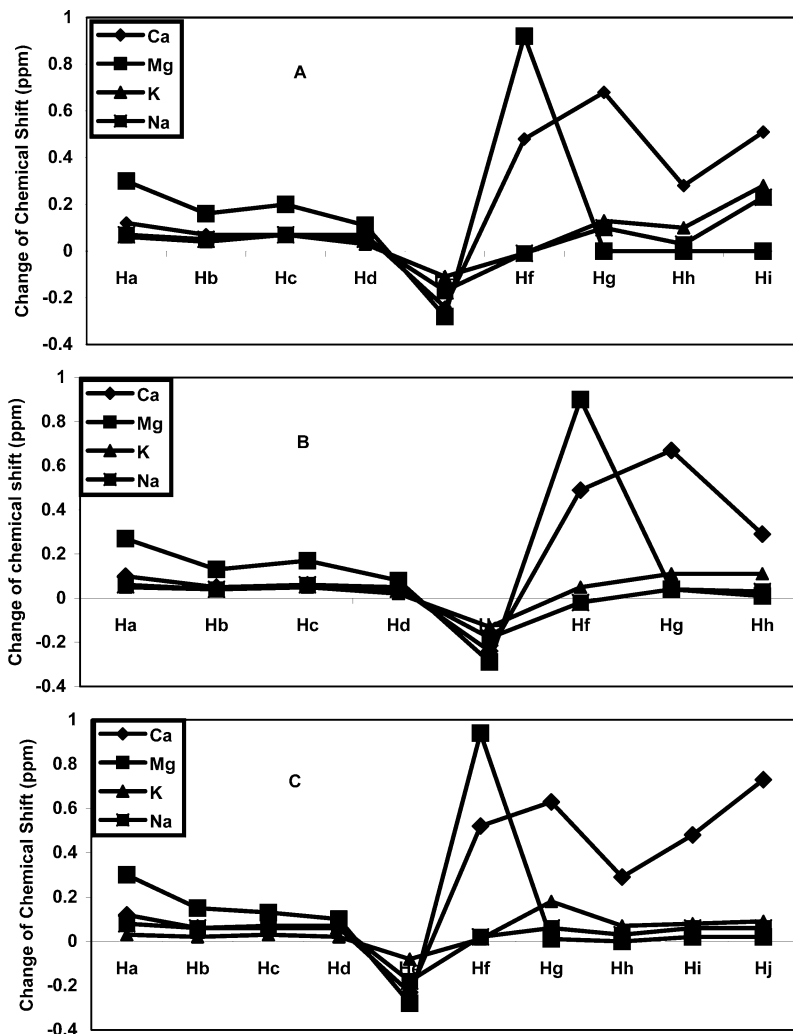 Change of Chemical Shift (ppm)
1
0.8
0.6
0.4
0.2
0
-0.2
-0.4
Ca
Mg
K
Na
A
Ha Hb Hc Hd Hf Hg Hh Hi
Change of chemical shift (ppm)
1
0.8
0.6
0.4
0.2
0
-0.2
-0.4
Ca
Mg
K
Na
B
Ha Hb Hc Hd Hf Hg Hh
Change of Chemical Shift (ppm)
1
0.8
0.6
0.4
0.2
0
-0.2
-0.4
Ca
Mg
K
Na
C
Ha Hb Hc Hd Hf Hg Hh Hi Hj